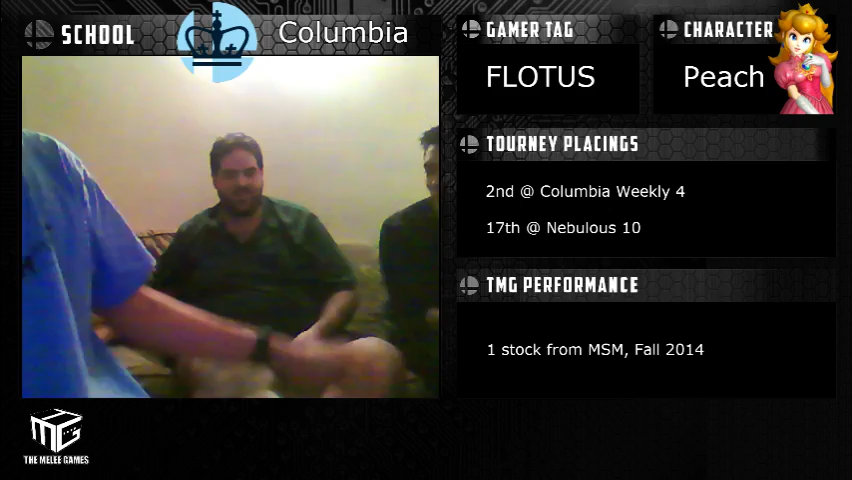 SCHOOL
Columbia
GAMER TAG
FLOTUS
CHARACTER
Peach
TOURNEY PLACINGS
2nd @ Columbia Weekly 4
17th @ Nebulous 10
TMG PERFORMANCE
1 stock from MSM, Fall 2014
MG
THE MELEE GAMES